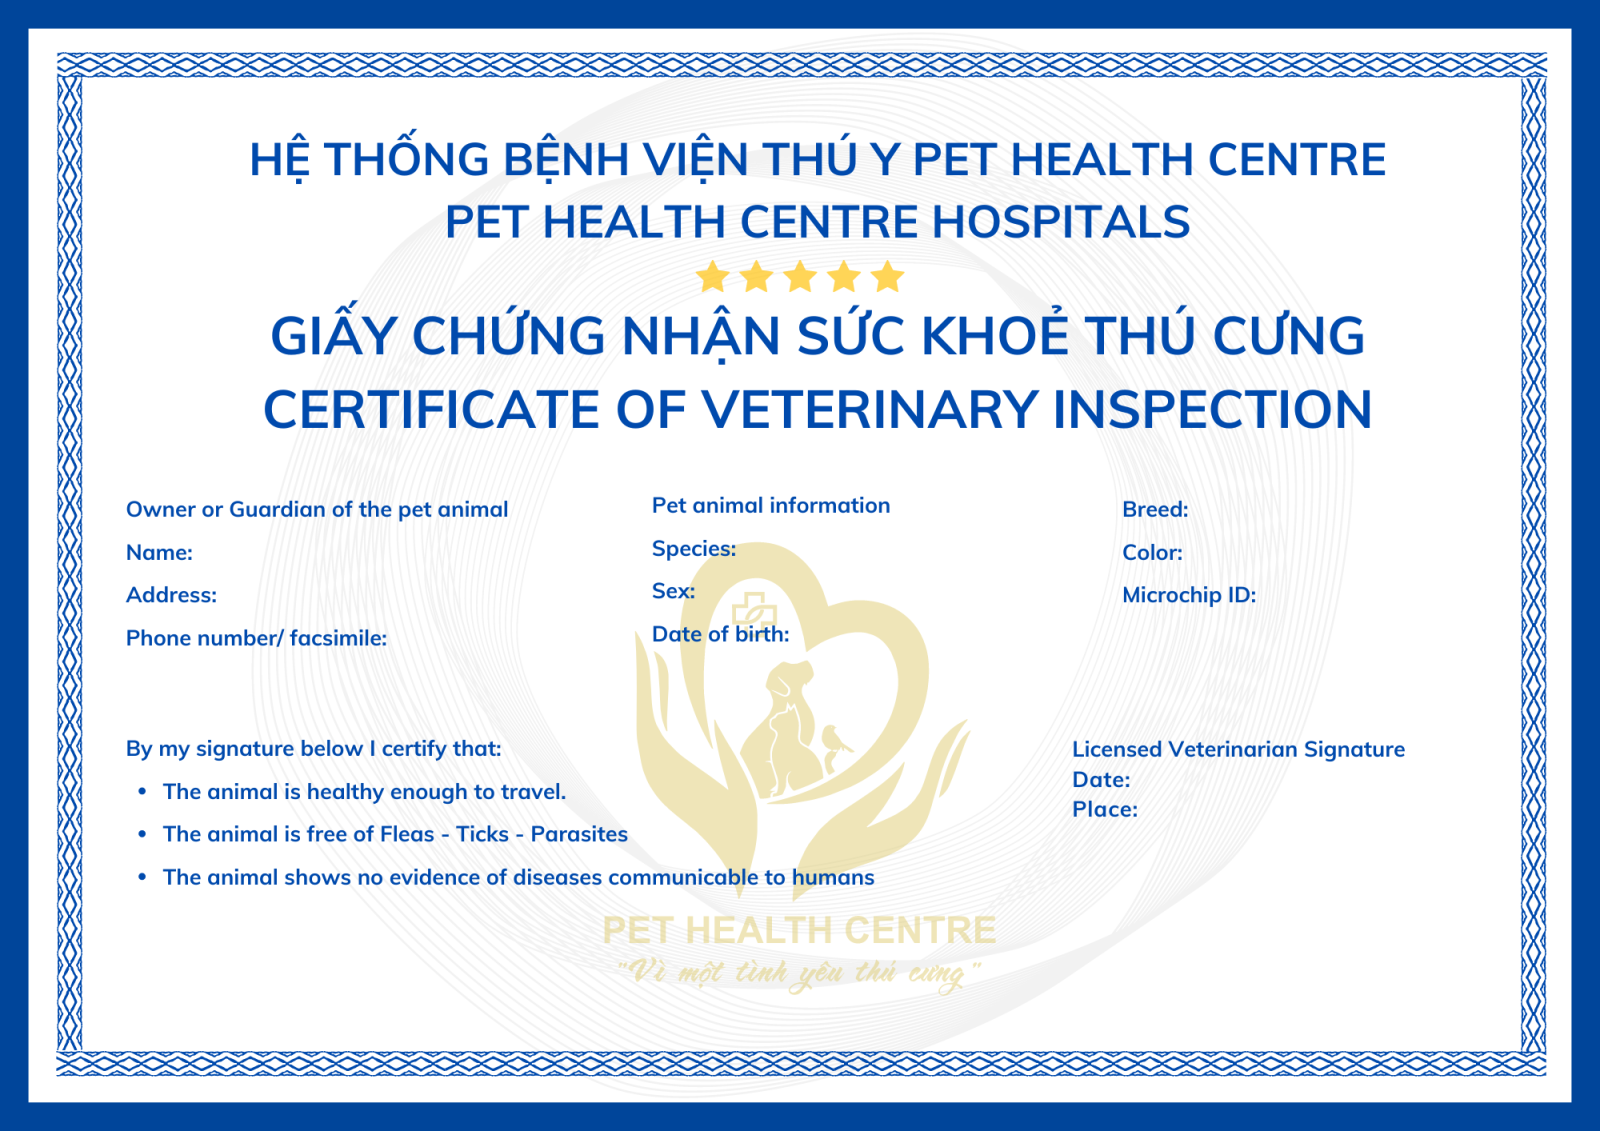 HỆ THỐNG BỆNH VIỆN THÚ Y PET HEALTH CENTRE
PET HEALTH CENTRE HOSPITALS
GIẤY CHỨNG NHẬN SỨC KHOẺ THÚ CƯNG
CERTIFICATE OF VETERINARY INSPECTION
Owner or Guardian of the pet animal
Name:
Address:
Phone number/ facsimile:
Pet animal information
Species:
Sex:
Date of birth:
Breed:
Color:
Microchip ID:
By my signature below I certify that:
• The animal is healthy enough to travel.
• The animal is free of Fleas - Ticks - Parasites
• The animal shows no evidence of diseases communicable to humans
Licensed Veterinarian Signature
Date:
Place:
PET HEALTH CENTRE
"Vì một tình yêu thú cưng"